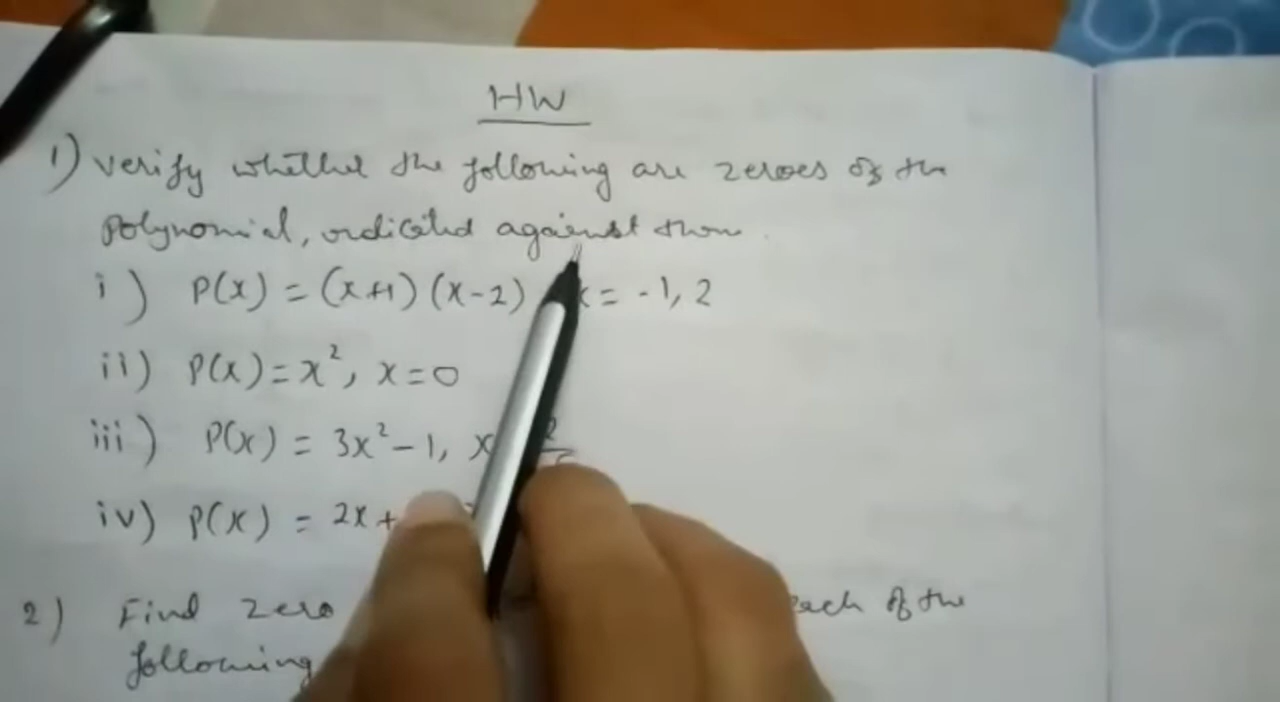 HW
1) Verify whether the following are zeroes of the
Polynomial, indicated against them.
i) P(x) = (x+1)(x-2) x = -1, 2
ii) P(x) = x², x = 0
iii) P(x) = 3x² - 1, x
iv) P(x) = 2x +
2) Find zero each of the
following